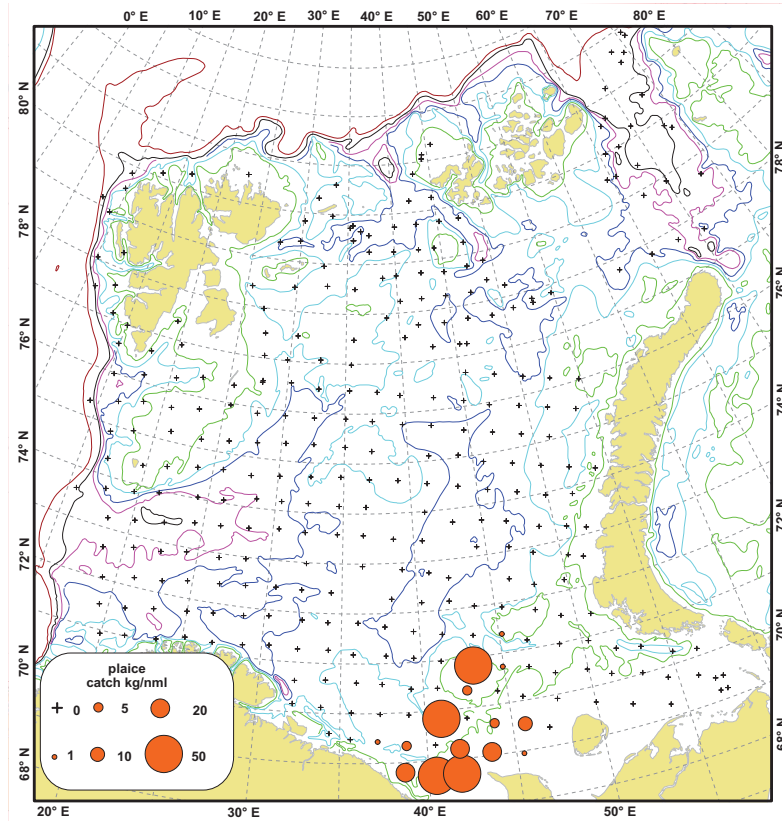 0° E 10° E 20° E 30° E 40° E 50° E 60° E 70° E 80° E
80° N
78° N
76° N
74° N
72° N
70° N
68° N
78° N
76° N
74° N
72° N
70° N
68° N
plaice
catch kg/nml
0 5 20
1 10 50
20° E 30° E 40° E 50° E